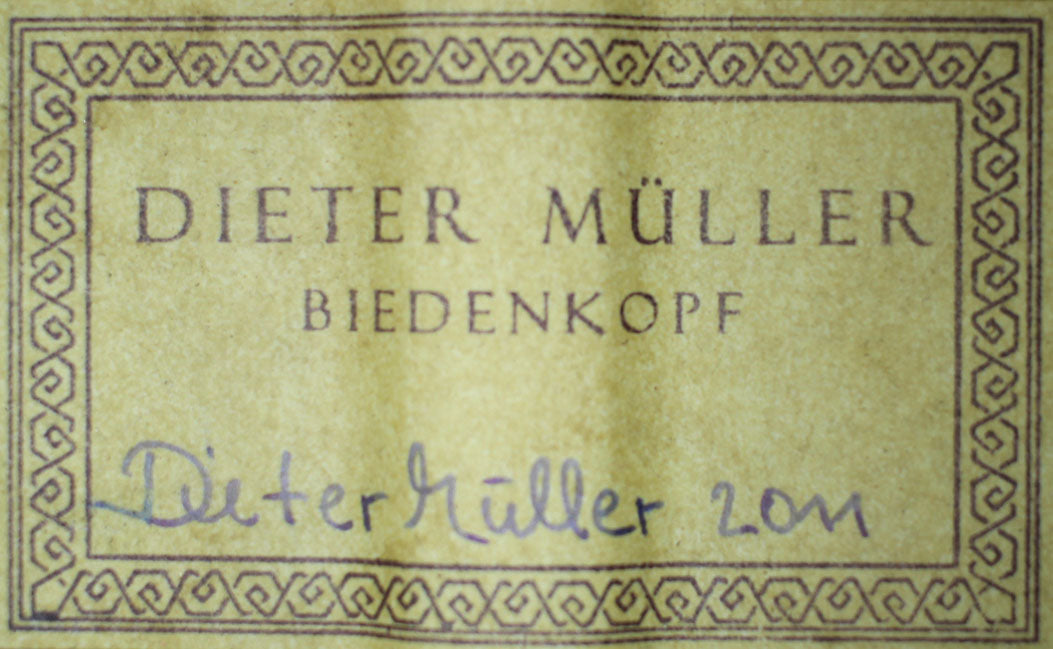 DIETER MÜLLER
BIEDENKOPF
Dieter Müller 2011